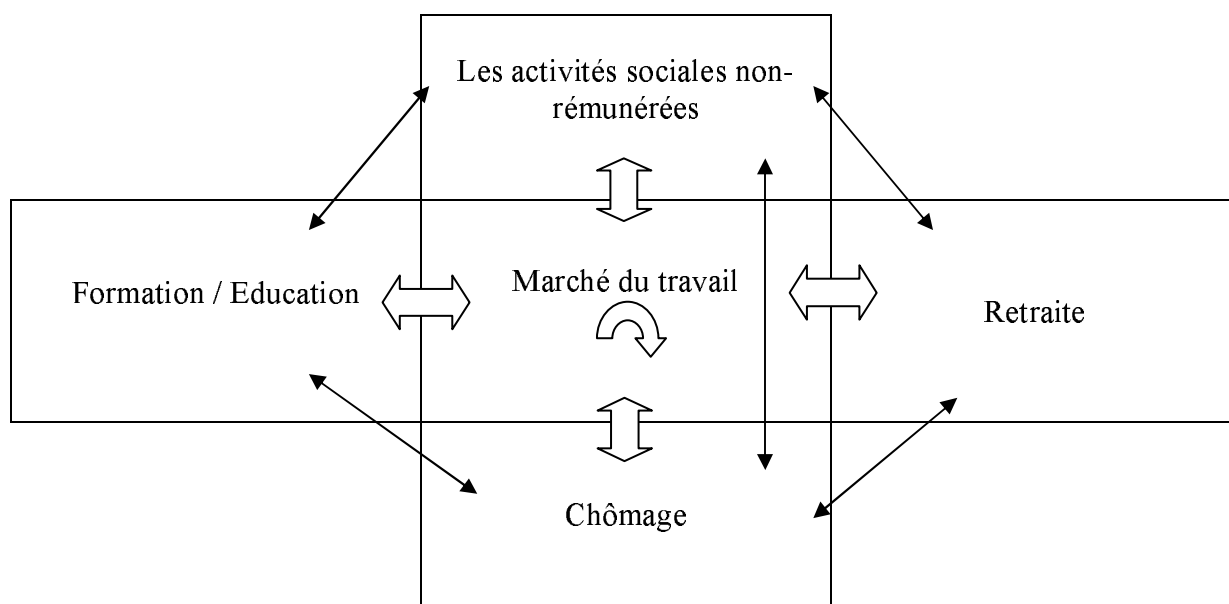 Les activités sociales non-
rémunérées
Formation / Education
Marché du travail
Retraite
Chômage